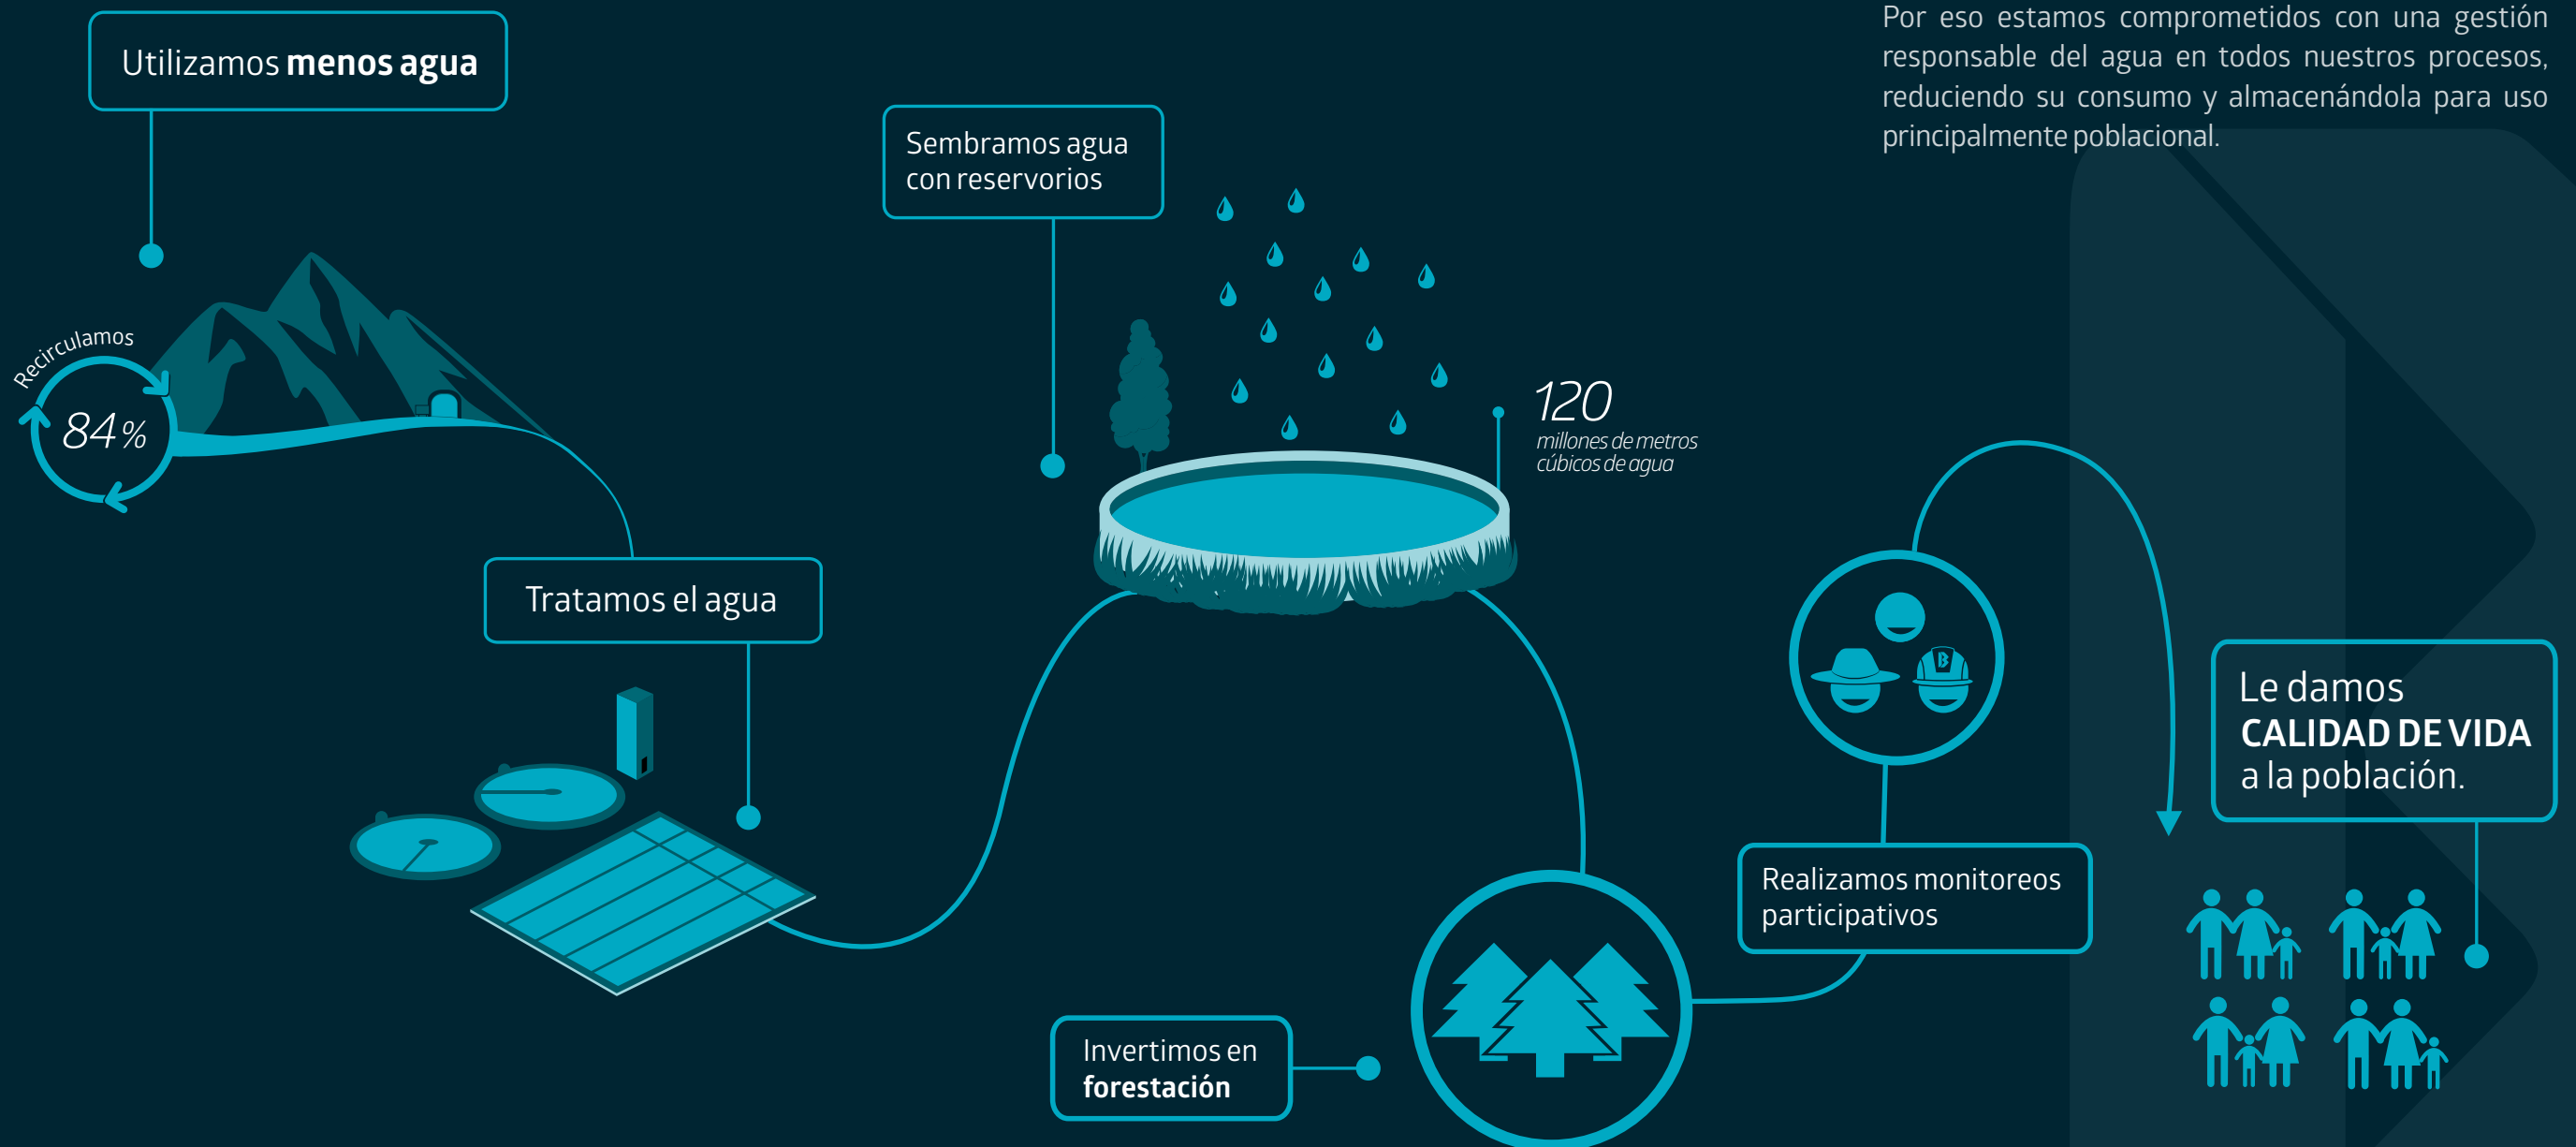 Utilizamos menos agua
Recirculamos
84%
Tratamos el agua
Sembramos agua
con reservorios
120
millones de metros
cúbicos de agua
Invertimos en
forestación
Realizamos monitoreos
participativos
Por eso estamos comprometidos con una gestión
responsable del agua en todos nuestros procesos,
reduciendo su consumo y almacenándola para uso
principalmente poblacional.
Le damos
CALIDAD DE VIDA
a la población.
B